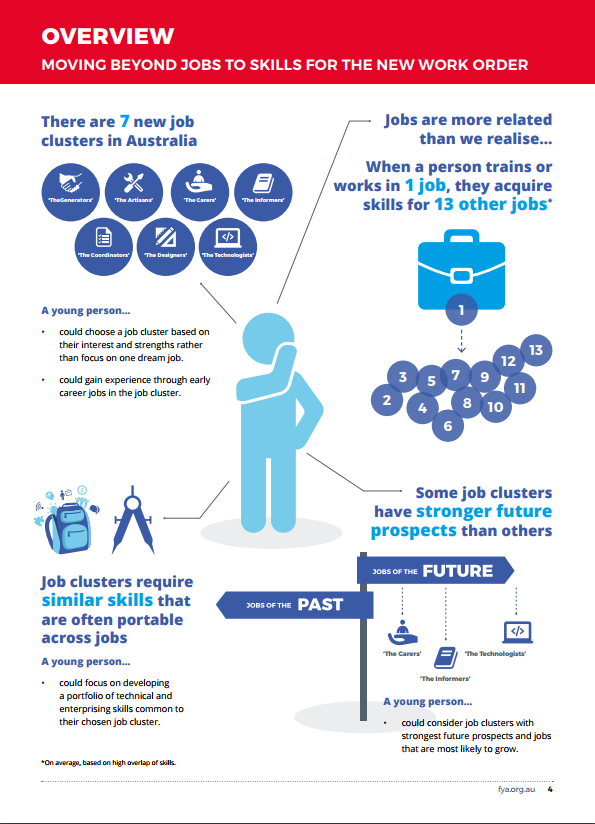 OVERVIEW
MOVING BEYOND JOBS TO SKILLS FOR THE NEW WORK ORDER
There are 7 new job
clusters in Australia
'TheGenerators'
'The Artisans'
'The Carers'
'The Informers'
'The Coordinators'
'The Designers'
'The Technologists'
A young person...
• could choose a job cluster based on
their interest and strengths rather
than focus on one dream job.
• could gain experience through early
career jobs in the job cluster.
Jobs are more related
than we realise...
When a person trains or
works in 1 job, they acquire
skills for 13 other jobs*
1
2
3
4
5
6
7
8
9
10
11
12
13
Job clusters require
similar skills that
are often portable
across jobs
A young person...
• could focus on developing
a portfolio of technical and
enterprising skills common to
their chosen job cluster.
Some job clusters
have stronger future
prospects than others
JOBS OF THE FUTURE
JOBS OF THE PAST
'The Carers'
'The Informers'
'The Technologists'
A young person...
• could consider job clusters with
strongest future prospects and jobs
that are most likely to grow.
*On average, based on high overlap of skills.
fya.org.au 4